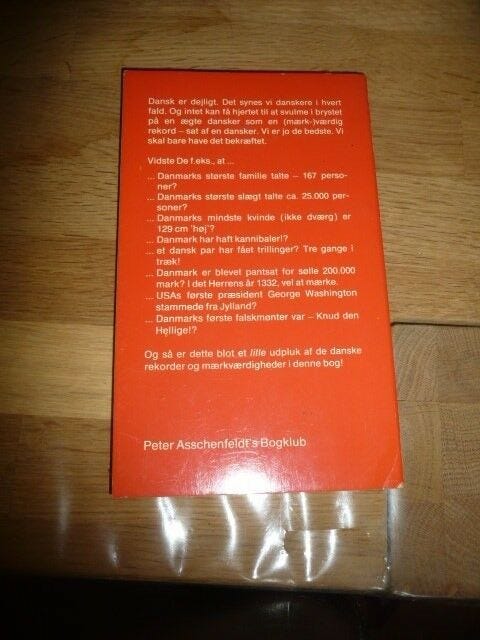 Dansk er dejligt. Det synes vi danskere i hvert
fald. Og intet kan få hjertet til at svulme i brystet
på en ægte dansker som en (mærk-)værdig
rekord – sat af en dansker. Vi er jo de bedste. Vi
skal bare have det bekræftet.
Vidste De f.eks., at ...
... Danmarks største familie talte – 167 perso-
ner?
... Danmarks største slægt talte ca. 25.000 per-
soner?
... Danmarks mindste kvinde (ikke dværg) er
129 cm 'høj'?
... Danmark har haft kannibaler!?
... et dansk par har fået trillinger? Tre gange i
træk!
... Danmark er blevet pantsat for sølle 200.000
mark? I det Herrens år 1332, vel at mærke.
... USAs første præsident George Washington
stammede fra Jylland?
... Danmarks første falskmønter var – Knud den
Hellige!?
Og så er dette blot et lille udpluk af de danske
rekorder og mærkværdigheder i denne bog!
Peter Asschenfeldt's Bogklub